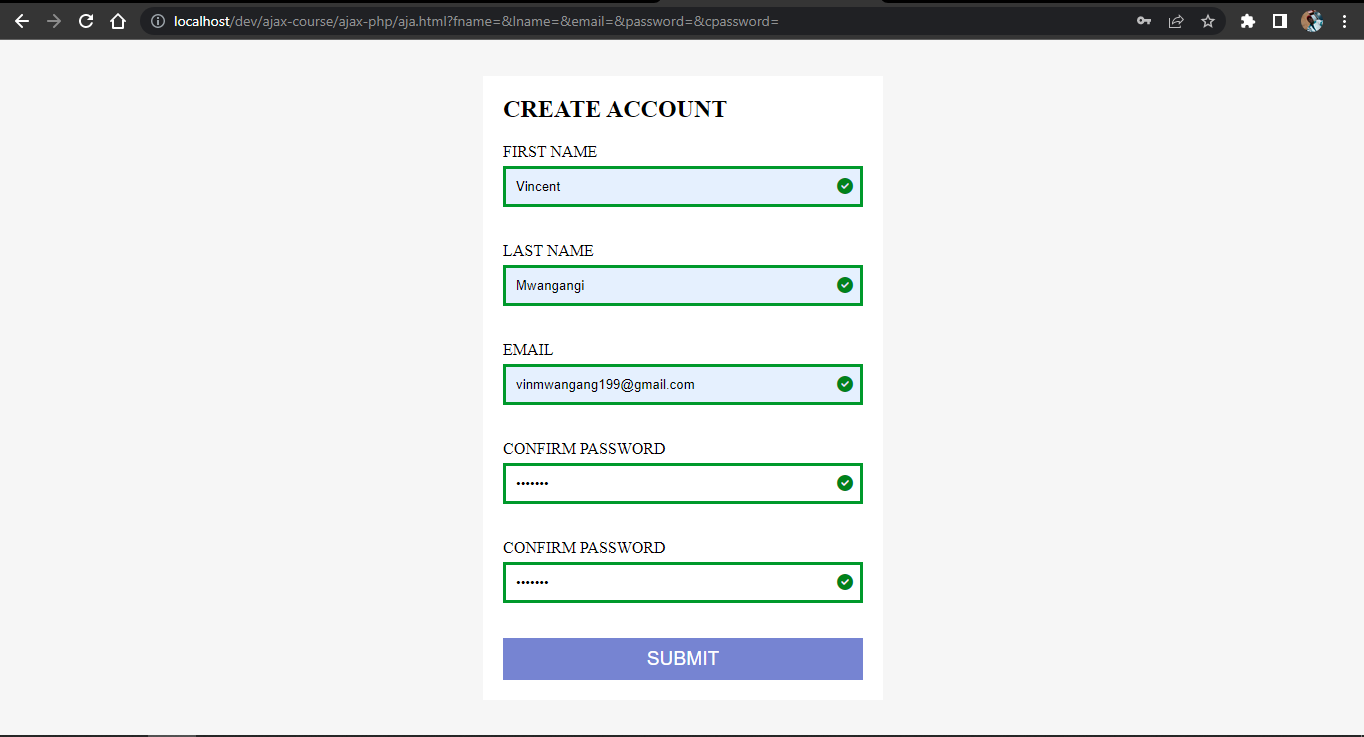 localhost/dev/ajax-course/ajax-php/aja.html?fname=&lname=&email=&password=&cpassword=
CREATE ACCOUNT
FIRST NAME
Vincent
LAST NAME
Mwangangi
EMAIL
vinmwangang199@gmail.com
CONFIRM PASSWORD
•••••••
CONFIRM PASSWORD
•••••••
SUBMIT